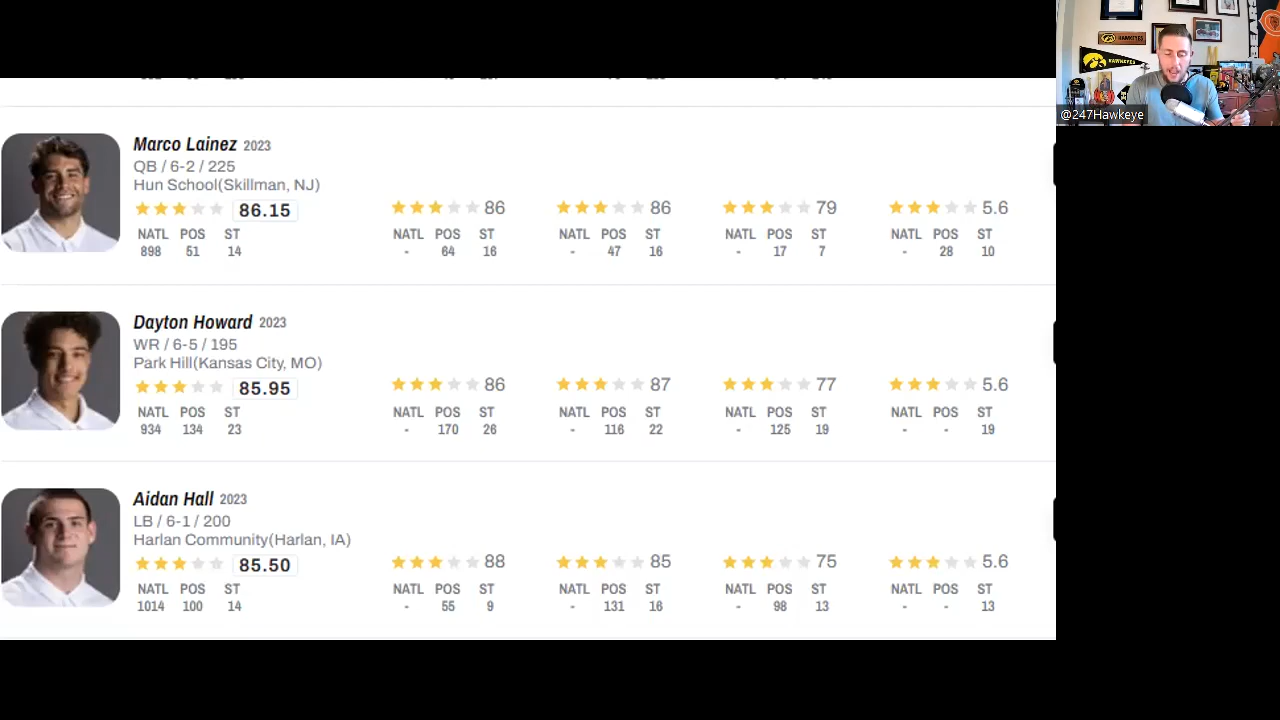 @247Hawkeye
HAWKEYES
HAWKEYES
Marco Lainez 2023
QB / 6-2 / 225
Hun School(Skillman, NJ)
86.15 86 86 79 5.6
NATL POS ST NATL POS ST NATL POS ST NATL POS ST NATL POS ST
898 51 14 - 64 16 - 47 16 - 17 7 - 28 10
Dayton Howard 2023
WR / 6-5 / 195
Park Hill(Kansas City, MO)
85.95 86 87 77 5.6
NATL POS ST NATL POS ST NATL POS ST NATL POS ST NATL POS ST
934 134 23 - 170 26 - 116 22 - 125 19 - - 19
Aidan Hall 2023
LB / 6-1 / 200
Harlan Community(Harlan, IA)
85.50 88 85 75 5.6
NATL POS ST NATL POS ST NATL POS ST NATL POS ST NATL POS ST
1014 100 14 - 55 9 - 131 16 - 98 13 - - 13